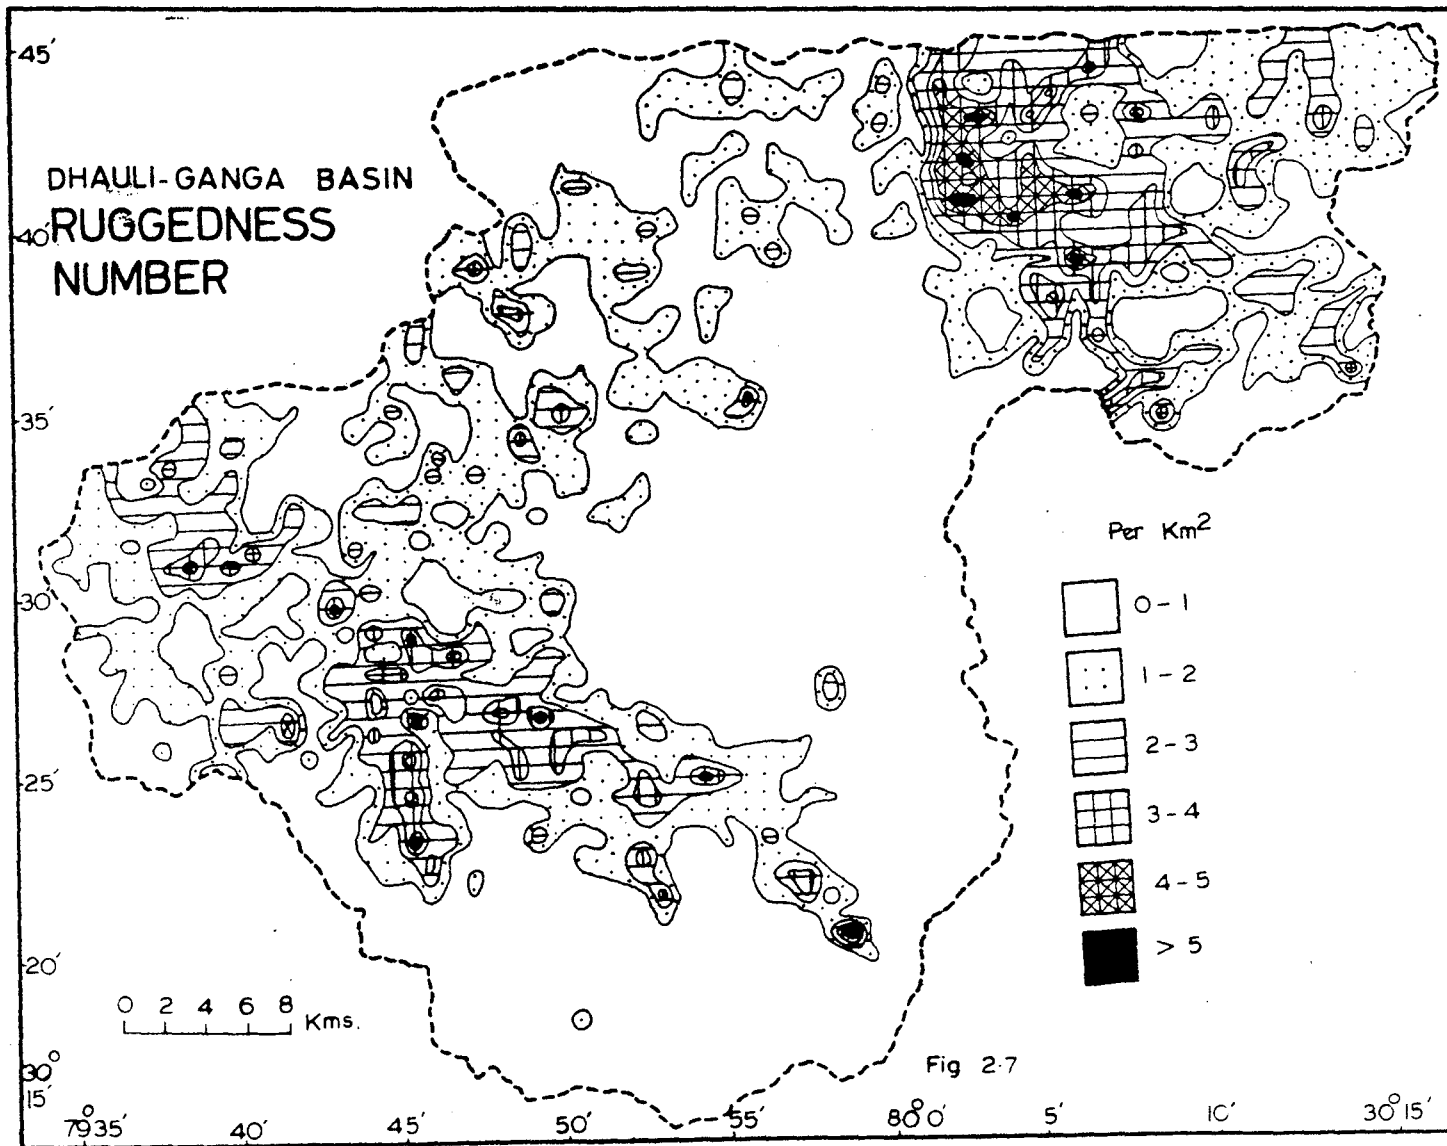 45′
DHAULI-GANGA BASIN
RUGGEDNESS
NUMBER
40′
35′
30′
25′
20′
30°
15′
Per Km²
0 - 1
1 - 2
2 - 3
3 - 4
4 - 5
> 5
0 2 4 6 8
Kms.
Fig 2.7
79°35′ 40′ 45′ 50′ 55′ 80°0′ 5′ 10′ 30°15′